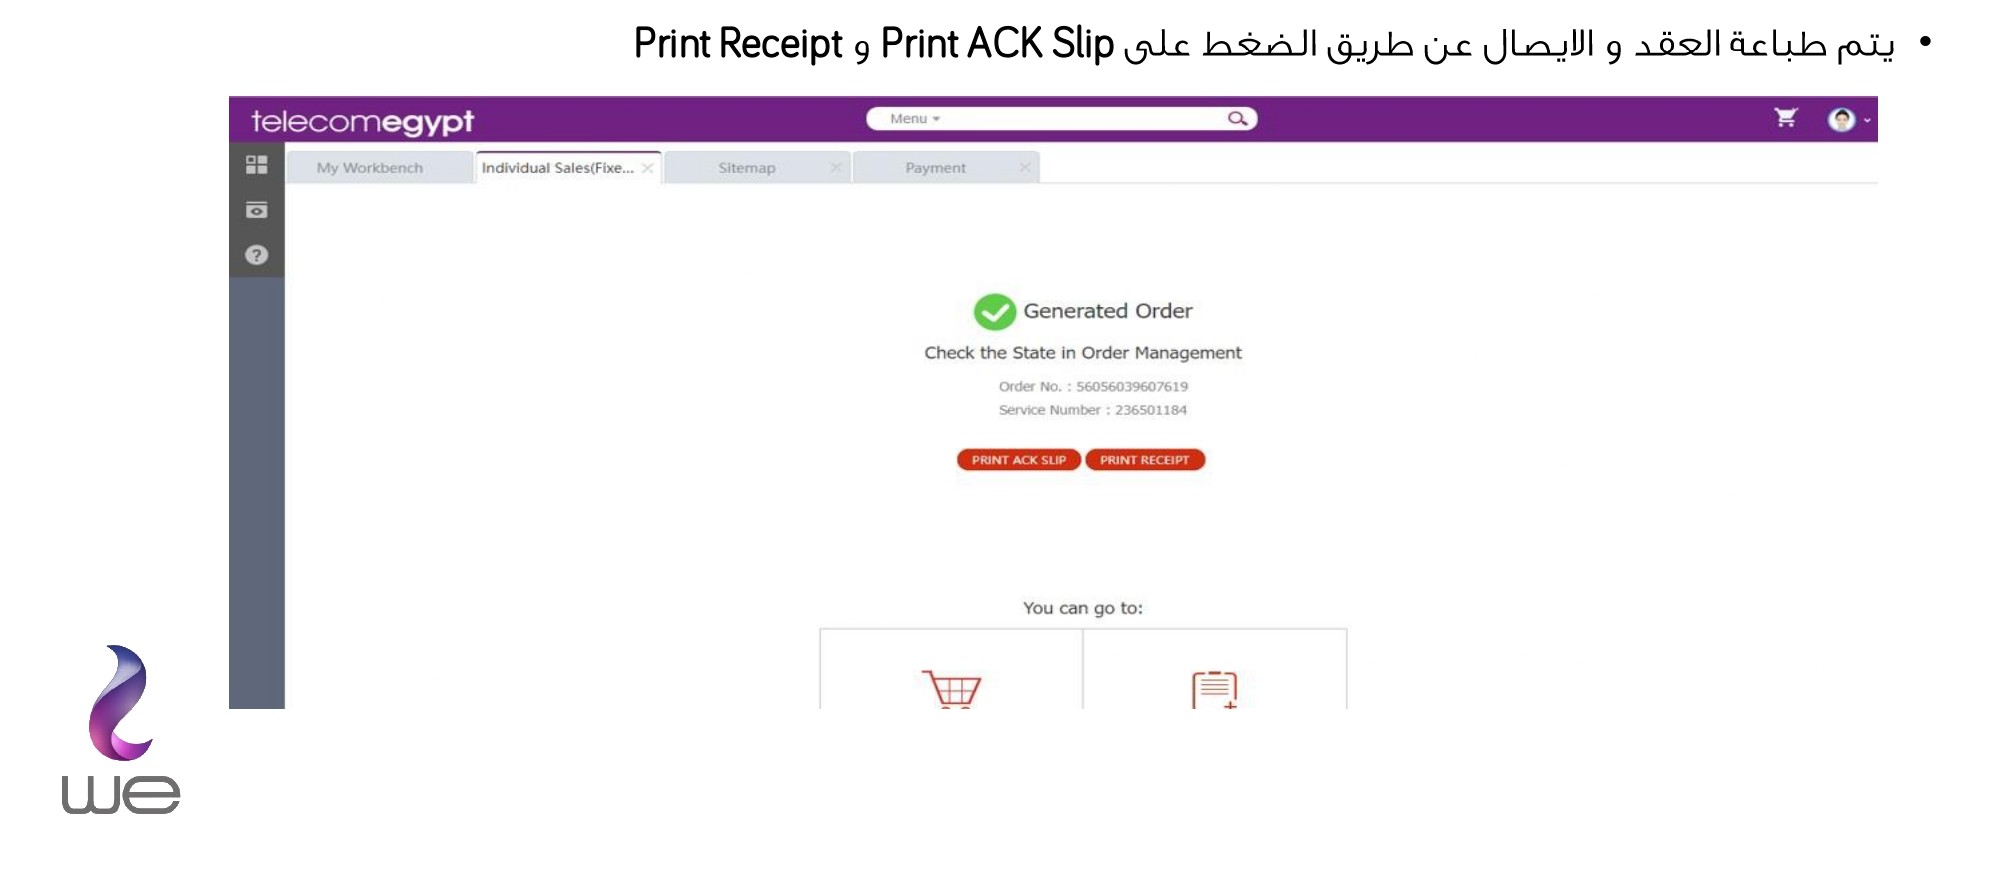 • يتم طباعة العقد و الايصال عن طريق الضغط على Print ACK Slip و Print Receipt
telecomegypt
Menu
My Workbench
Individual Sales(Fixe...
Sitemap
Payment
Generated Order
Check the State in Order Management
Order No. : 56056039607619
Service Number : 236501184
PRINT ACK SLIP
PRINT RECEIPT
You can go to:
we